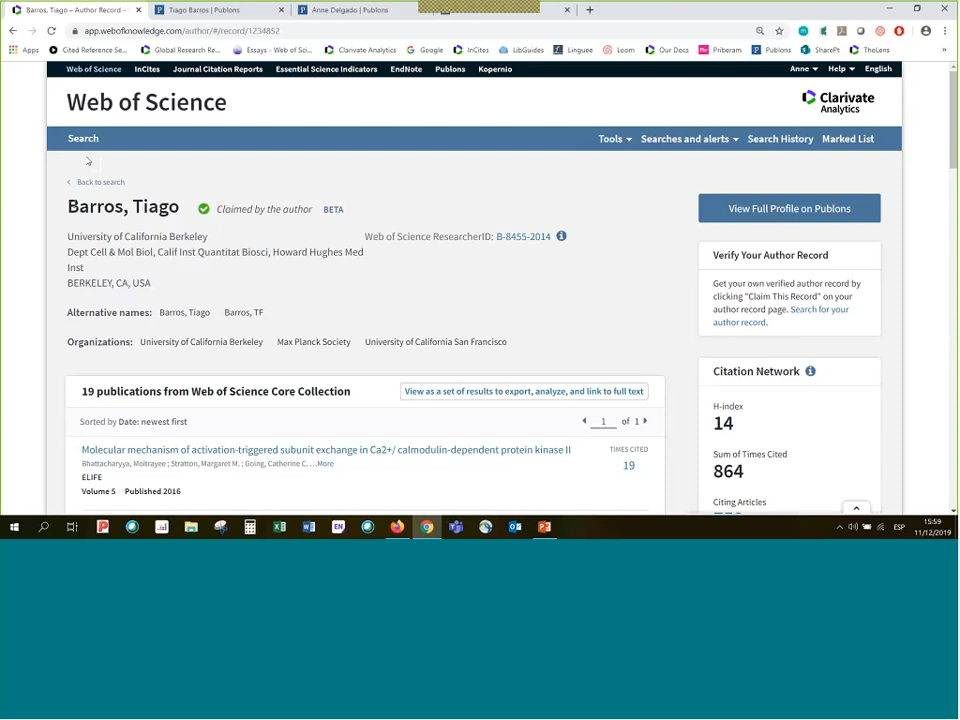 Barros, Tiago – Author Record –
Tiago Barros | Publons
Anne Delgado | Publons
app.webofknowledge.com/author/#/record/1234852
Apps
Cited Reference Se...
Global Research Re...
Essays - Web of Sci...
Clarivate Analytics
Google
InCites
LibGuides
Linguee
Loom
Our Docs
Priberam
Publons
SharePt
TheLens
»
Web of Science
InCites
Journal Citation Reports
Essential Science Indicators
EndNote
Publons
Kopernio
Anne
Help
English
Web of Science
Clarivate
Analytics
Search
Tools
Searches and alerts
Search History
Marked List
Back to search
Barros, Tiago
Claimed by the author
BETA
View Full Profile on Publons
University of California Berkeley
Web of Science ResearcherID: B-8455-2014
Dept Cell & Mol Biol, Calif Inst Quantitat Biosci, Howard Hughes Med
Inst
BERKELEY, CA, USA
Verify Your Author Record
Get your own verified author record by
clicking "Claim This Record" on your
author record page. Search for your
author record.
Alternative names: Barros, Tiago Barros, TF
Organizations: University of California Berkeley Max Planck Society University of California San Francisco
Citation Network
H-index
14
Sum of Times Cited
864
Citing Articles
19 publications from Web of Science Core Collection
View as a set of results to export, analyze, and link to full text
Sorted by Date: newest first
1 of 1
Molecular mechanism of activation-triggered subunit exchange in Ca2+/ calmodulin-dependent protein kinase II
TIMES CITED
19
Bhattacharyya, Moitrayee ; Stratton, Margaret M. ; Going, Catherine C. ...More
ELIFE
Volume 5 Published 2016
EN
ESP
15:59
11/12/2019